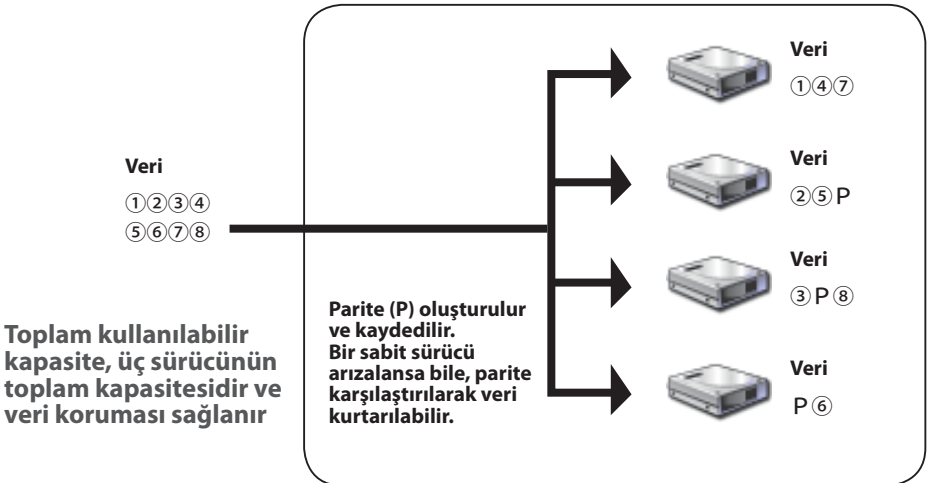 Veri
①②③④
⑤⑥⑦⑧
Toplam kullanılabilir
kapasite, üç sürücünün
toplam kapasitesidir ve
veri koruması sağlanır
Parite (P) oluşturulur
ve kaydedilir.
Bir sabit sürücü
arızalansa bile, parite
karşılaştırılarak veri
kurtarılabilir.
Veri
①④⑦
Veri
②⑤P
Veri
③P⑧
Veri
P⑥